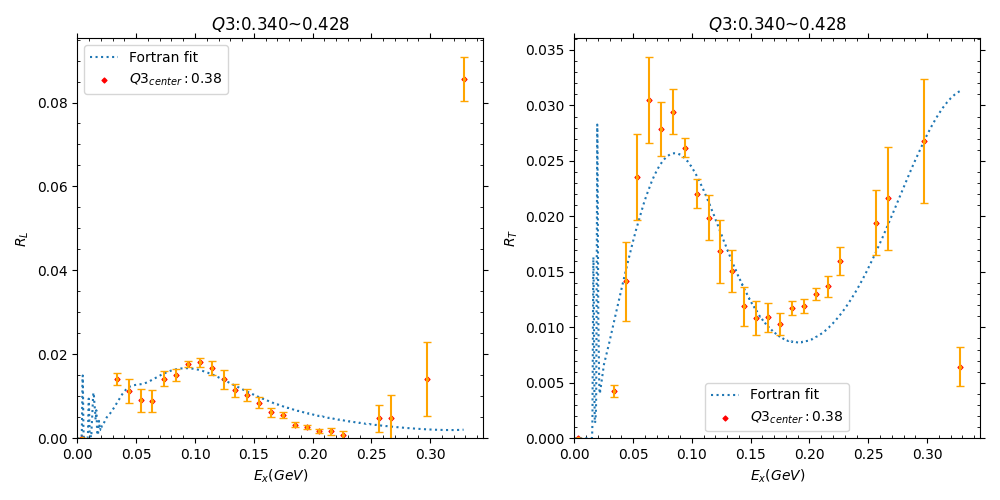 Q3:0.340~0.428
Fortran fit
Q3center : 0.38
0.08
0.06
0.04
0.02
0.00
R_L
0.00 0.05 0.10 0.15 0.20 0.25 0.30
E_x(GeV)
Q3:0.340~0.428
0.035
0.030
0.025
0.020
0.015
0.010
0.005
0.000
R_T
Fortran fit
Q3center : 0.38
0.00 0.05 0.10 0.15 0.20 0.25 0.30
E_x(GeV)